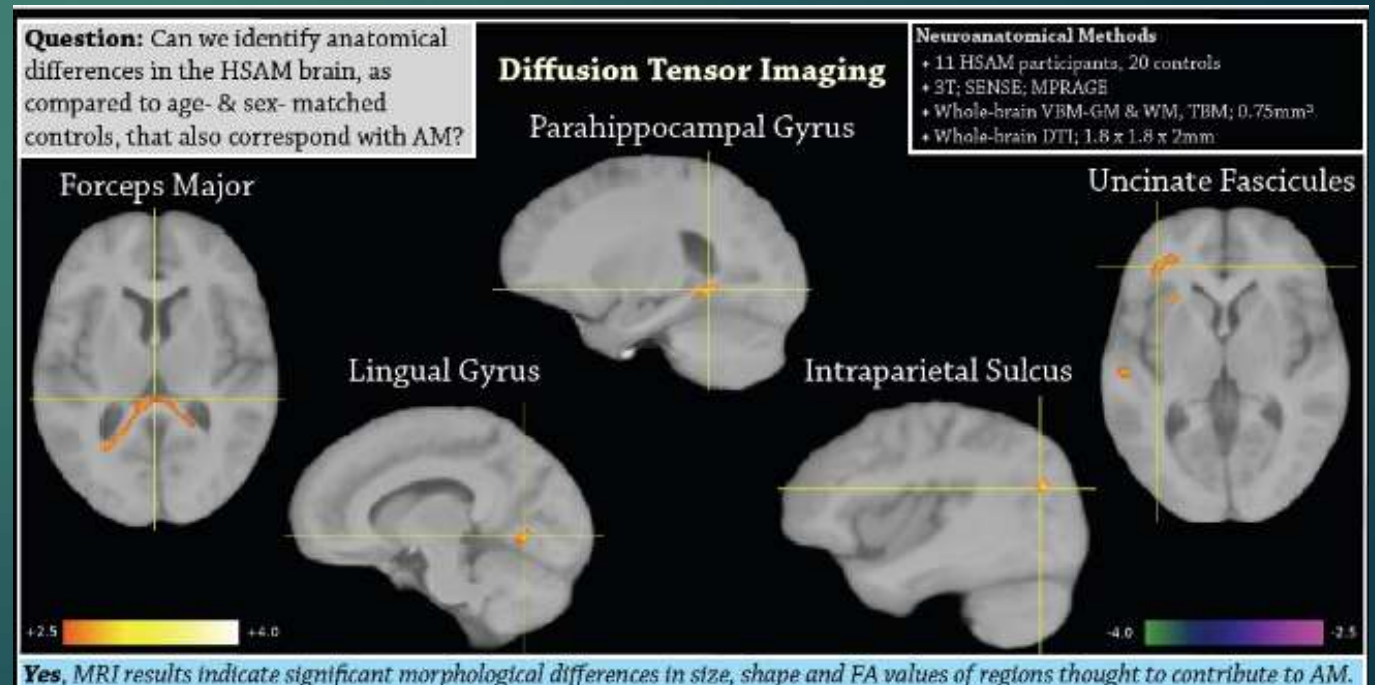 Question: Can we identify anatomical
differences in the HSAM brain, as
compared to age- & sex- matched
controls, that also correspond with AM?
Diffusion Tensor Imaging
Neuroanatomical Methods
+ 11 HSAM participants, 20 controls
+ 3T; SENSE; MPRAGE
+ Whole-brain VBM-GM & WM, TBM; 0.75mm³
+ Whole-brain DTI; 1.8 x 1.8 x 2mm
Parahippocampal Gyrus
Forceps Major
Uncinate Fascicules
Lingual Gyrus
Intraparietal Sulcus
+2.5
+4.0
-4.0
-2.5
Yes, MRI results indicate significant morphological differences in size, shape and FA values of regions thought to contribute to AM.